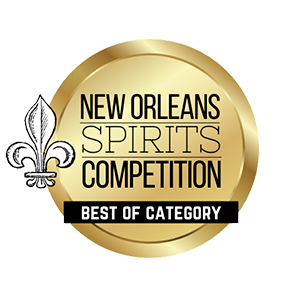 NEW ORLEANS
SPIRITS
COMPETITION
BEST OF CATEGORY